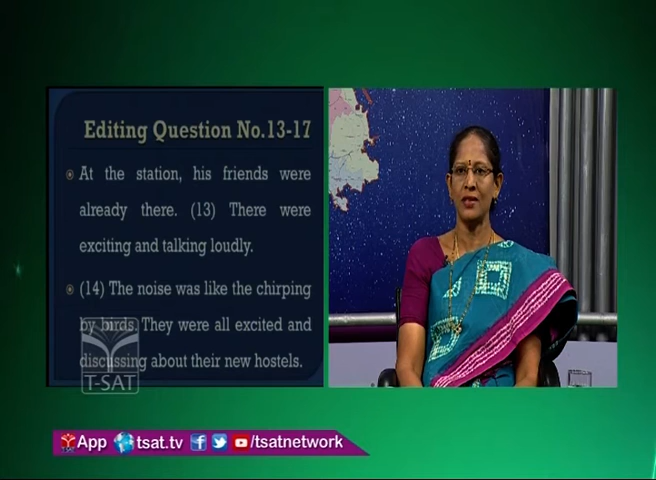 Editing Question No.13-17
At the station, his friends were
already there. (13) There were
exciting and talking loudly.
(14) The noise was like the chirping
by birds. They were all excited and
discussing about their new hostels.
T-SAT
App tsat.tv /tsatnetwork